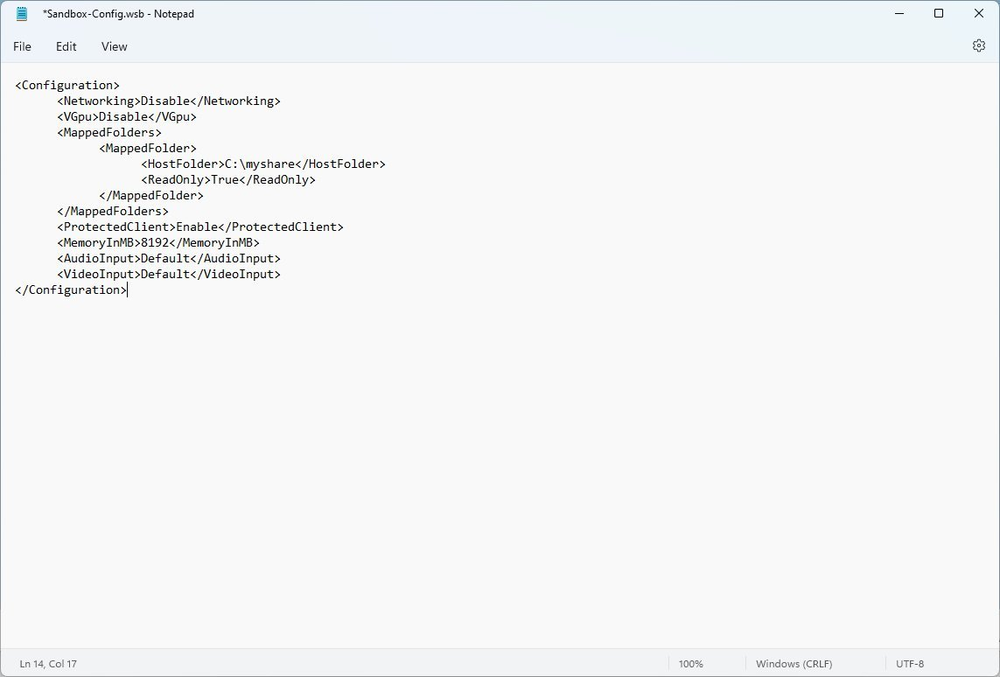 *Sandbox-Config.wsb - Notepad
File Edit View
<Configuration>
<Networking>Disable</Networking>
<VGpu>Disable</VGpu>
<MappedFolders>
<MappedFolder>
<HostFolder>C:\myshare</HostFolder>
<ReadOnly>True</ReadOnly>
</MappedFolder>
</MappedFolders>
<ProtectedClient>Enable</ProtectedClient>
<MemoryInMB>8192</MemoryInMB>
<AudioInput>Default</AudioInput>
<VideoInput>Default</VideoInput>
</Configuration>
Ln 14, Col 17 100% Windows (CRLF) UTF-8